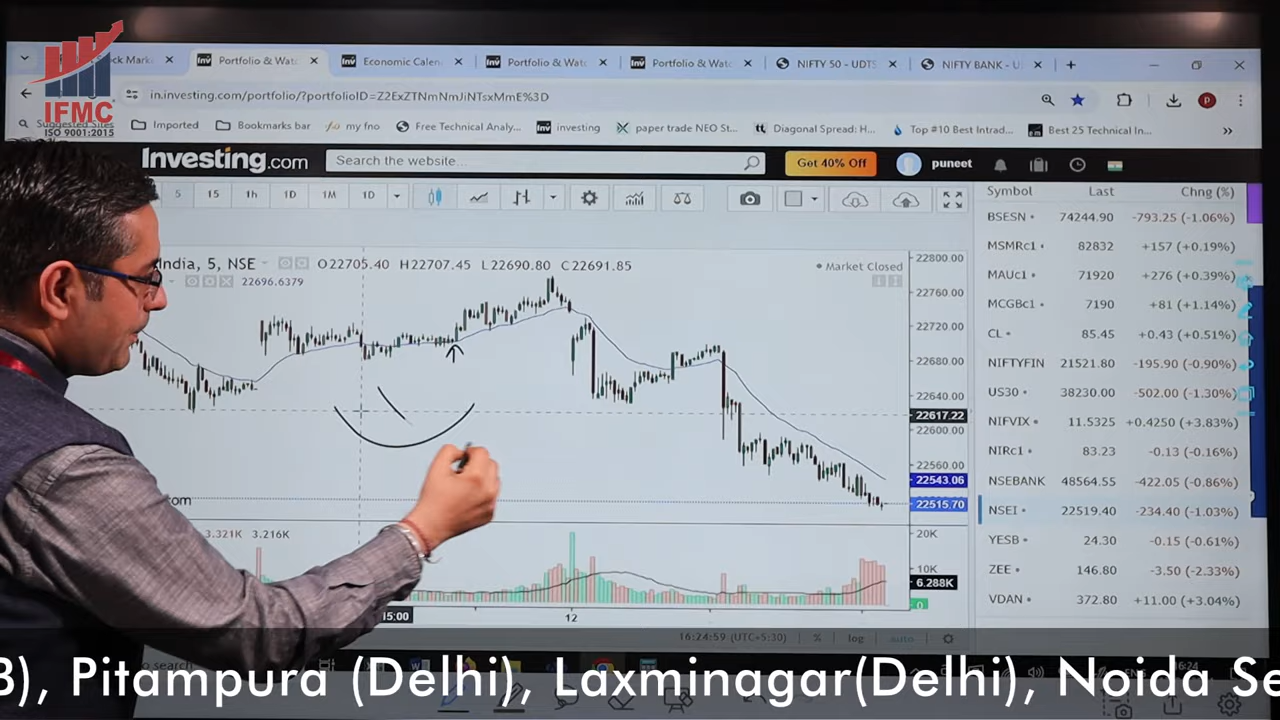 IFMC
ISO 9001:2015
Portfolio & Wat
Economic Calen
Portfolio & Wat
Portfolio & Wat
NIFTY 50 - UDTS
NIFTY BANK - U
in.investing.com/portfolio/?portfolioID=Z2ExZTNmNmJiNTsxMmE%3D
Suggested Sites
Imported
Bookmarks bar
my fno
Free Technical Analy...
investing
paper trade NEO St...
Diagonal Spread: H...
Top #10 Best Intrad...
Best 25 Technical In...
Investing.com
Search the website...
Get 40% Off
puneet
5 15 1h 1D 1M 1D
India, 5, NSE O22705.40 H22707.45 L22690.80 C22691.85
22696.6379
Market Closed
22800.00
22760.00
22720.00
22680.00
22640.00
22617.22
22600.00
22560.00
22543.06
22515.70
com
3.321K 3.216K
20K
10K
6.288K
0
15:00
12
16:24:59 (UTC+5:30) % log auto
Symbol Last Chng (%)
BSESN 74244.90 -793.25 (-1.06%)
MSMRc1 82832 +157 (+0.19%)
MAUc1 71920 +276 (+0.39%)
MCGBc1 7190 +81 (+1.14%)
CL 85.45 +0.43 (+0.51%)
NIFTYFIN 21521.80 -195.90 (-0.90%)
US30 38230.00 -502.00 (-1.30%)
NIFVIX 11.5325 +0.4250 (+3.83%)
NIRc1 83.23 -0.13 (-0.16%)
NSEBANK 48564.55 -422.05 (-0.86%)
NSEI 22519.40 -234.40 (-1.03%)
YESB 24.30 -0.15 (-0.61%)
ZEE 146.80 -3.50 (-2.33%)
VDAN 372.80 +11.00 (+3.04%)
to search
16:24
B), Pitampura (Delhi), Laxminagar(Delhi), Noida Se